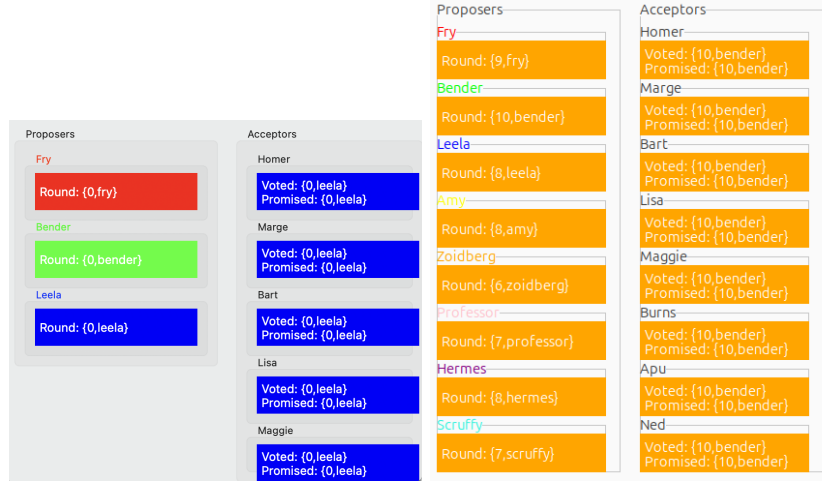 Proposers
Acceptors
Fry
Round: {0,fry}
Bender
Round: {0,bender}
Leela
Round: {0,leela}
Homer
Voted: {0,leela}
Promised: {0,leela}
Marge
Voted: {0,leela}
Promised: {0,leela}
Bart
Voted: {0,leela}
Promised: {0,leela}
Lisa
Voted: {0,leela}
Promised: {0,leela}
Maggie
Voted: {0,leela}
Promised: {0,leela}
Proposers
Acceptors
Fry
Round: {9,fry}
Bender
Round: {10,bender}
Leela
Round: {8,leela}
Amy
Round: {8,amy}
Zoidberg
Round: {6,zoidberg}
Professor
Round: {7,professor}
Hermes
Round: {8,hermes}
Scruffy
Round: {7,scruffy}
Homer
Voted: {10,bender}
Promised: {10,bender}
Marge
Voted: {10,bender}
Promised: {10,bender}
Bart
Voted: {10,bender}
Promised: {10,bender}
Lisa
Voted: {10,bender}
Promised: {10,bender}
Maggie
Voted: {10,bender}
Promised: {10,bender}
Burns
Voted: {10,bender}
Promised: {10,bender}
Apu
Voted: {10,bender}
Promised: {10,bender}
Ned
Voted: {10,bender}
Promised: {10,bender}